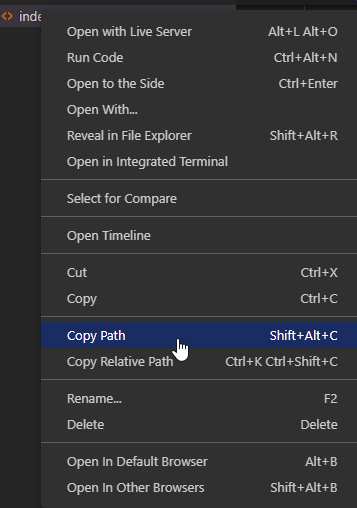 Open with Live Server Alt+L Alt+O
Run Code Ctrl+Alt+N
Open to the Side Ctrl+Enter
Open With...
Reveal in File Explorer Shift+Alt+R
Open in Integrated Terminal
Select for Compare
Open Timeline
Cut Ctrl+X
Copy Ctrl+C
Copy Path Shift+Alt+C
Copy Relative Path Ctrl+K Ctrl+Shift+C
Rename... F2
Delete Delete
Open In Default Browser Alt+B
Open In Other Browsers Shift+Alt+B